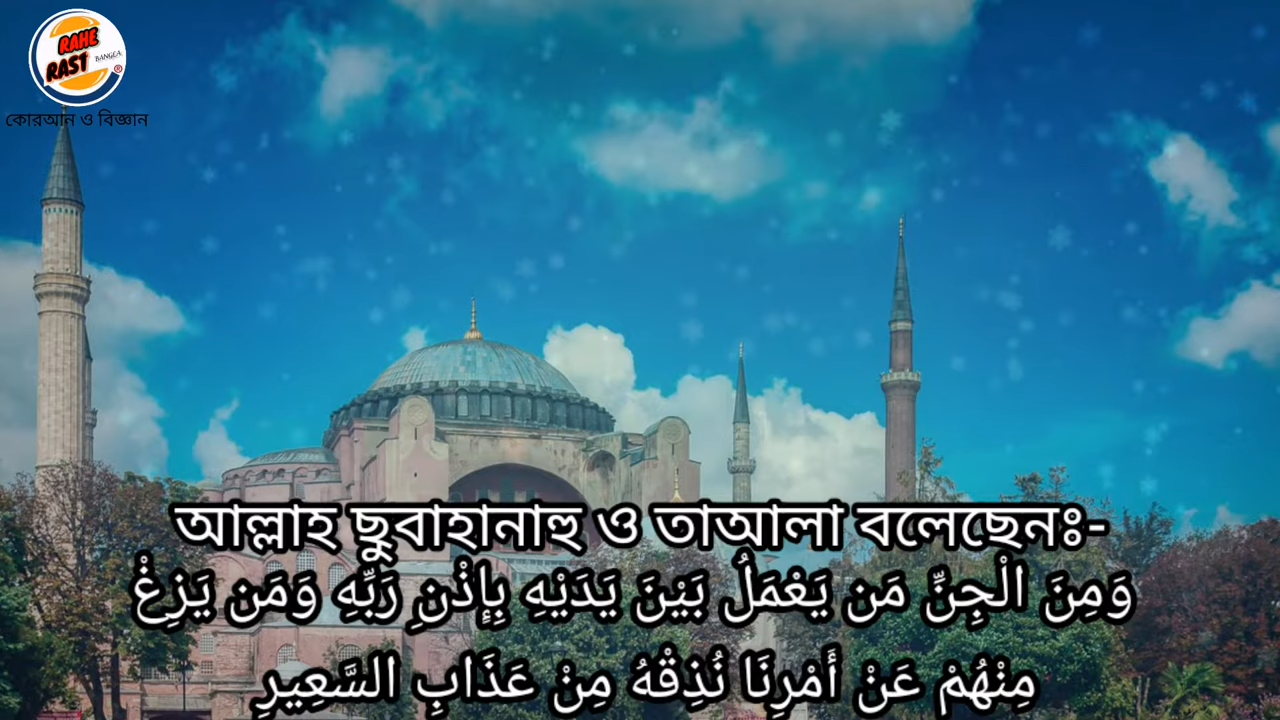 RAHE
RAST BANGLA
®
কোরআন ও বিজ্ঞান
আল্লাহ ছুবাহানাহু ও তাআলা বলেছেনঃ-
وَمِنَ الْجِنِّ مَن يَعْمَلُ بَيْنَ يَدَيْهِ بِإِذْنِ رَبِّهِ وَمَن يَزِغْ
مِنْهُمْ عَنْ أَمْرِنَا نُذِقْهُ مِنْ عَذَابِ السَّعِيرِ